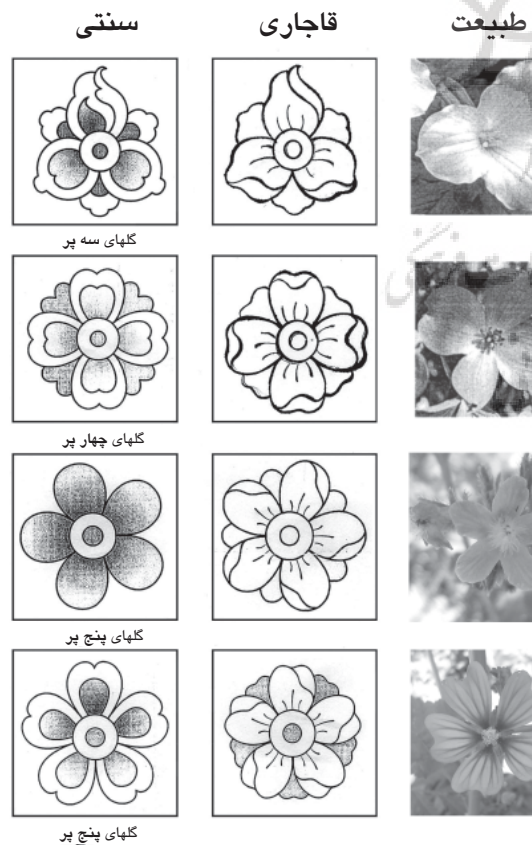 طبیعت قاجاری سنتی
گلهای سه پر
گلهای چهار پر
گلهای پنج پر
گلهای پنج پر